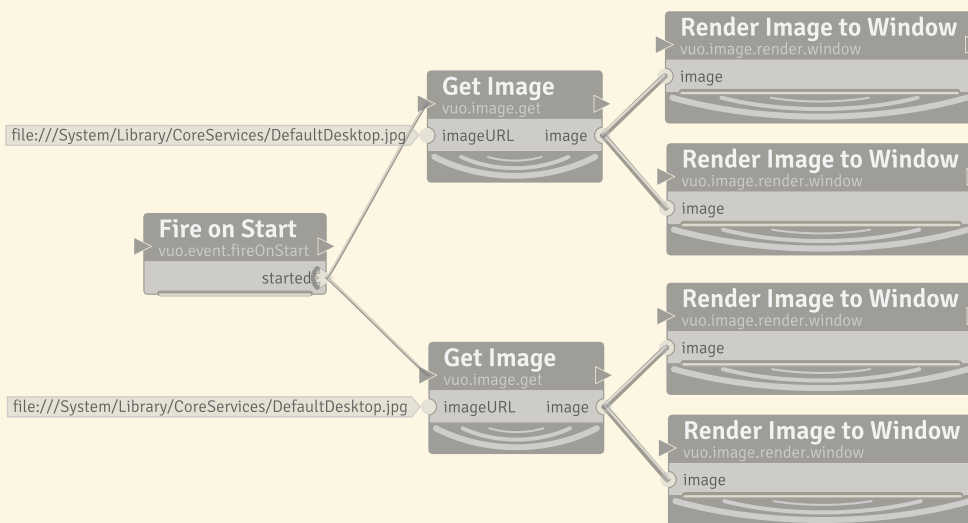 Render Image to Window
vuo.image.render.window
image
Get Image
vuo.image.get
file:///System/Library/CoreServices/DefaultDesktop.jpg
imageURL image
Render Image to Window
vuo.image.render.window
image
Fire on Start
vuo.event.fireOnStart
started
Render Image to Window
vuo.image.render.window
image
Get Image
vuo.image.get
file:///System/Library/CoreServices/DefaultDesktop.jpg
imageURL image
Render Image to Window
vuo.image.render.window
image